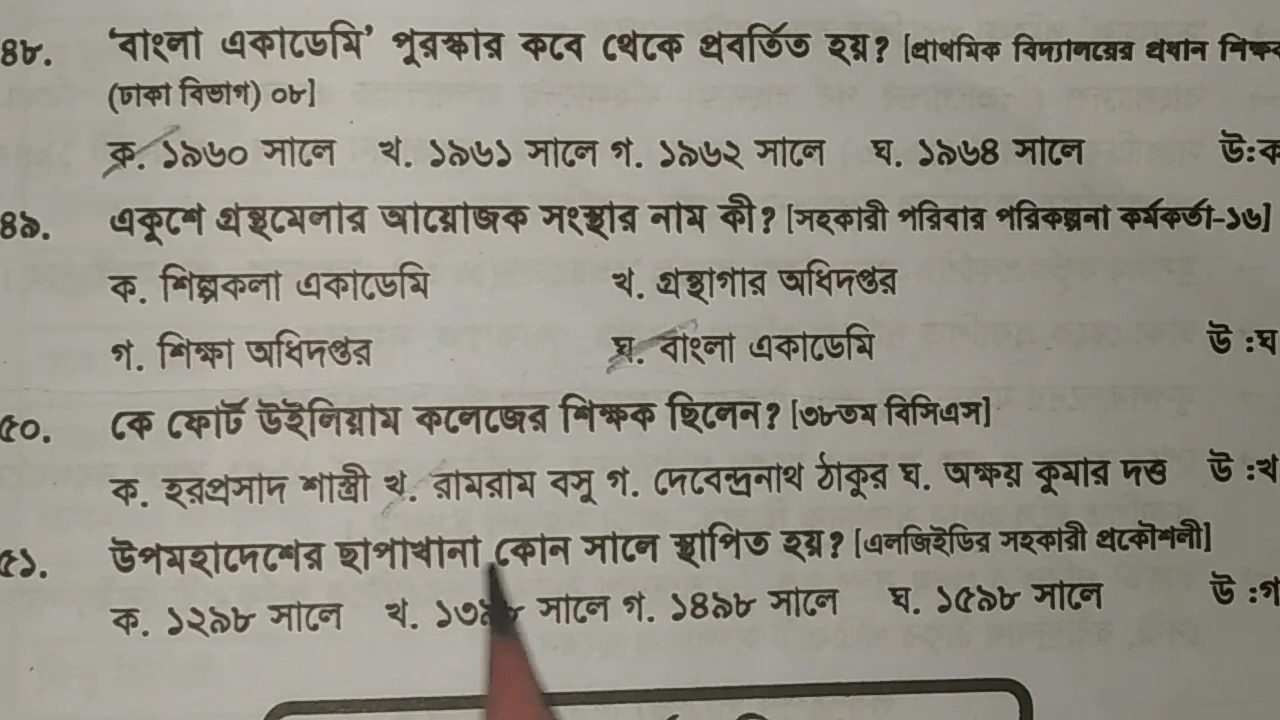 ৪৮. ‘বাংলা একাডেমি’ পুরস্কার কবে থেকে প্রবর্তিত হয়? [প্রাথমিক বিদ্যালয়ের প্রধান শিক্ষক
(ঢাকা বিভাগ) ০৮]
ক. ১৯৬০ সালে খ. ১৯৬১ সালে গ. ১৯৬২ সালে ঘ. ১৯৬৪ সালে উ:ক
৪৯. একুশে গ্রন্থমেলার আয়োজক সংস্থার নাম কী? [সহকারী পরিবার পরিকল্পনা কর্মকর্তা-১৬]
ক. শিল্পকলা একাডেমি খ. গ্রন্থাগার অধিদপ্তর
গ. শিক্ষা অধিদপ্তর ঘ. বাংলা একাডেমি উ :ঘ
৫০. কে ফোর্ট উইলিয়াম কলেজের শিক্ষক ছিলেন? [৩৮তম বিসিএস]
ক. হরপ্রসাদ শাস্ত্রী খ. রামরাম বসু গ. দেবেন্দ্রনাথ ঠাকুর ঘ. অক্ষয় কুমার দত্ত উ :খ
৫১. উপমহাদেশের ছাপাখানা কোন সালে স্থাপিত হয়? [এলজিইডির সহকারী প্রকৌশলী]
ক. ১২৯৮ সালে খ. ১৩৯৮ সালে গ. ১৪৯৮ সালে ঘ. ১৫৯৮ সালে উ :গ